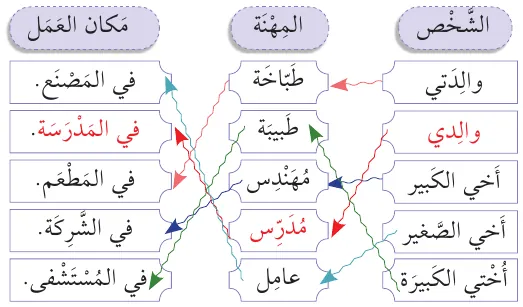 الشَّخْص المِهْنَة مَكان العَمَل
والِدَتي طَبّاخَة في المَصْنَع.
والِدي طَبيبَة في المَدْرَسَة.
أَخي الكَبير مُهَنْدِس في المَطْعَم.
أَخي الصَّغير مُدَرِّس في الشَّرِكَة.
أُخْتي الكَبيرَة عامِل في المُسْتَشْفى.